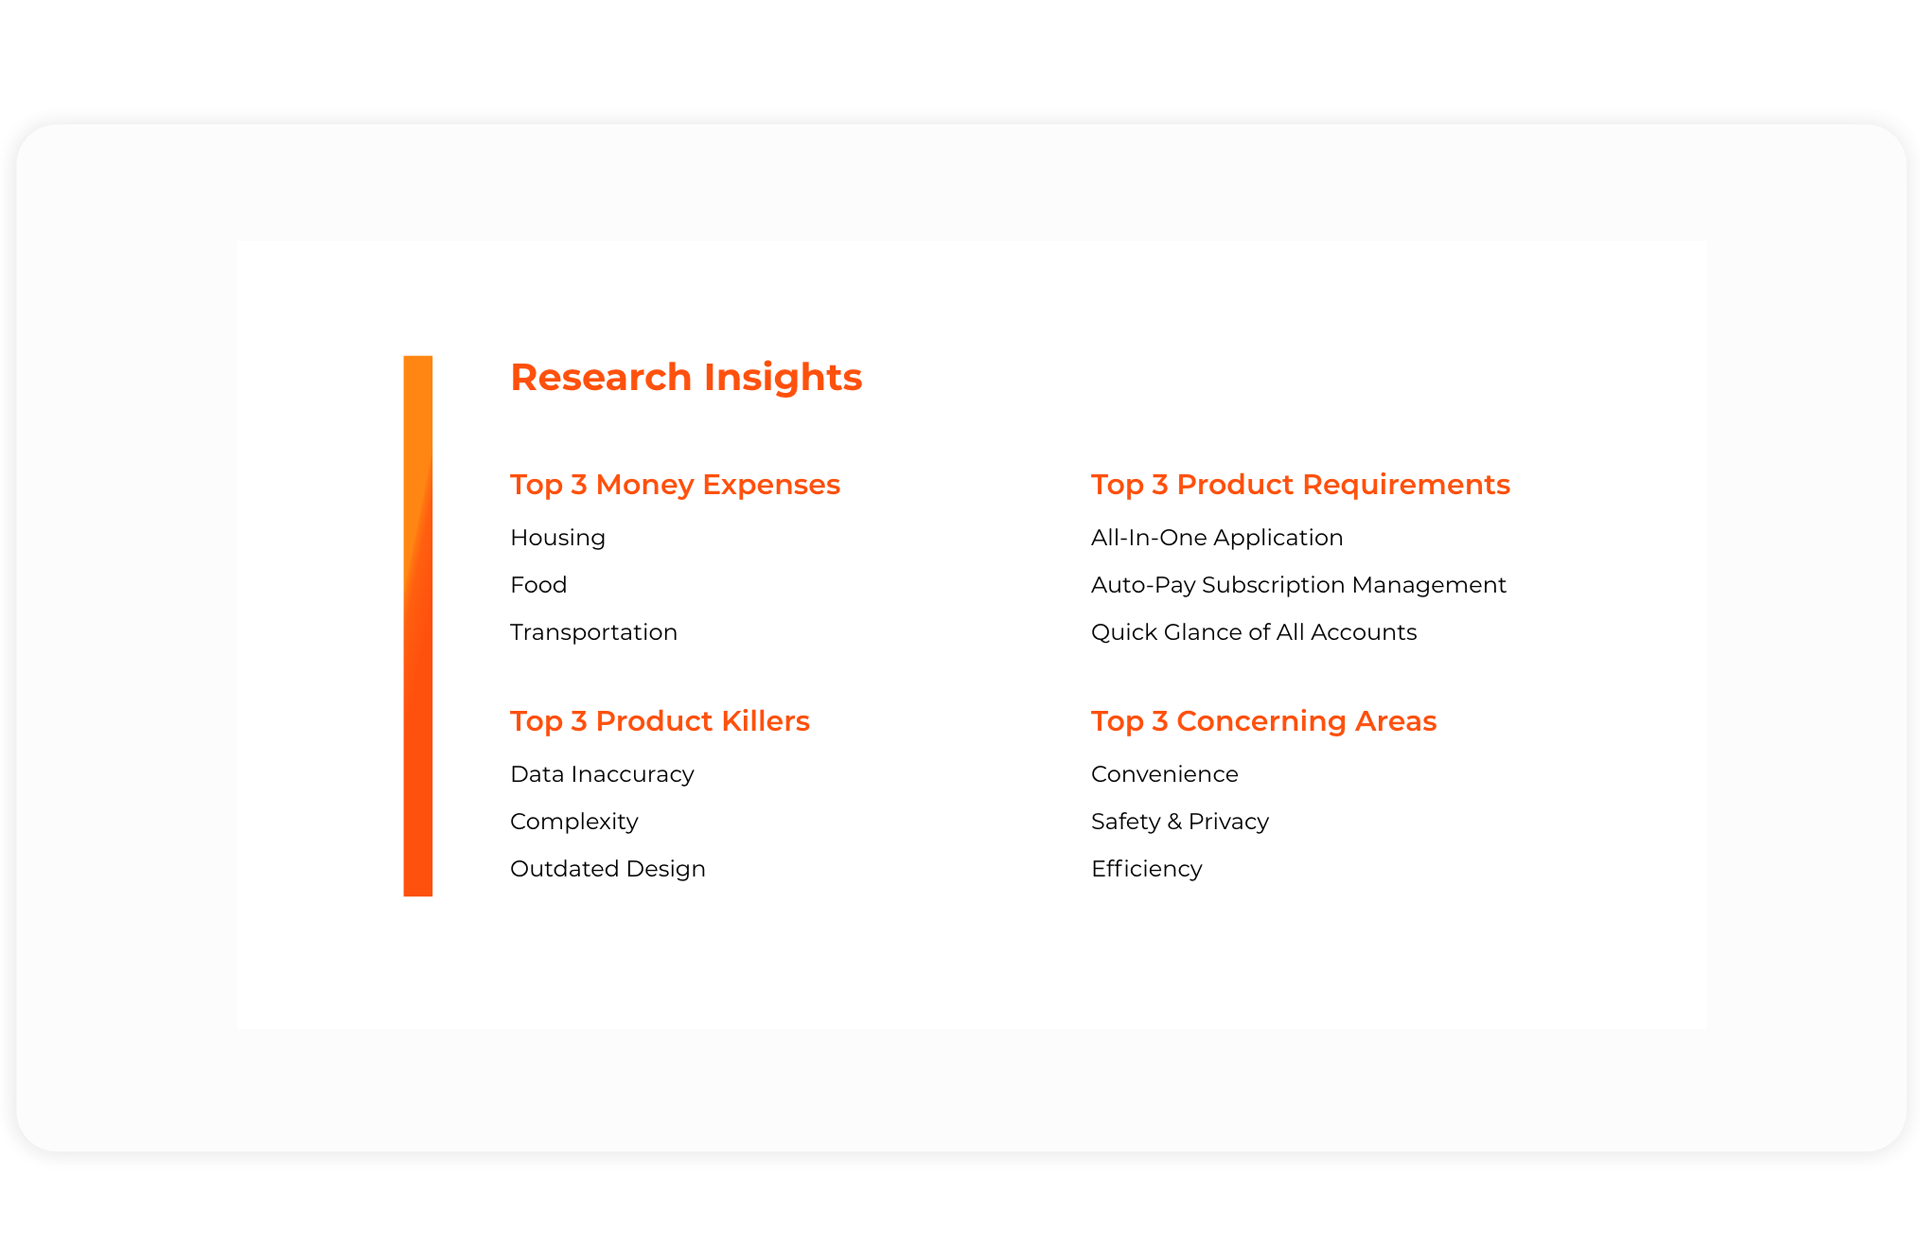 Research Insights
Top 3 Money Expenses
Housing
Food
Transportation
Top 3 Product Requirements
All-In-One Application
Auto-Pay Subscription Management
Quick Glance of All Accounts
Top 3 Product Killers
Data Inaccuracy
Complexity
Outdated Design
Top 3 Concerning Areas
Convenience
Safety & Privacy
Efficiency